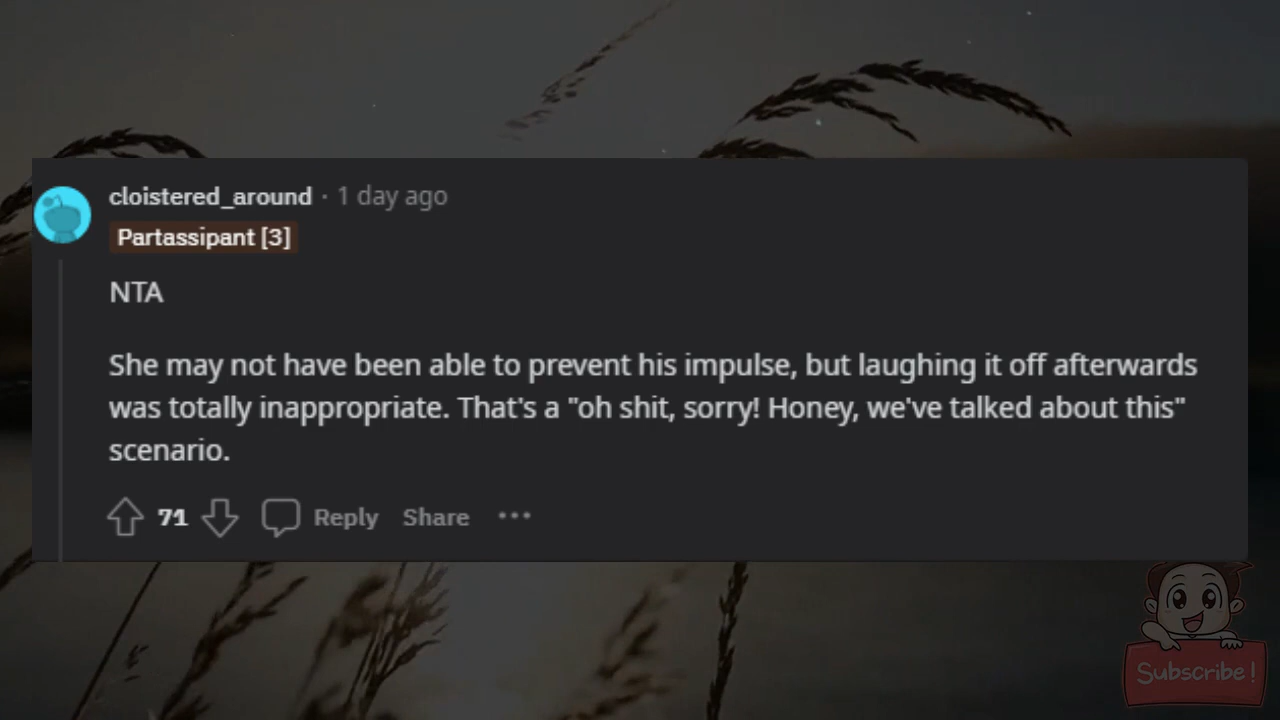 cloistered_around · 1 day ago
Partassipant [3]
NTA
She may not have been able to prevent his impulse, but laughing it off afterwards
was totally inappropriate. That's a "oh shit, sorry! Honey, we've talked about this"
scenario.
71 Reply Share ···
Subscribe!